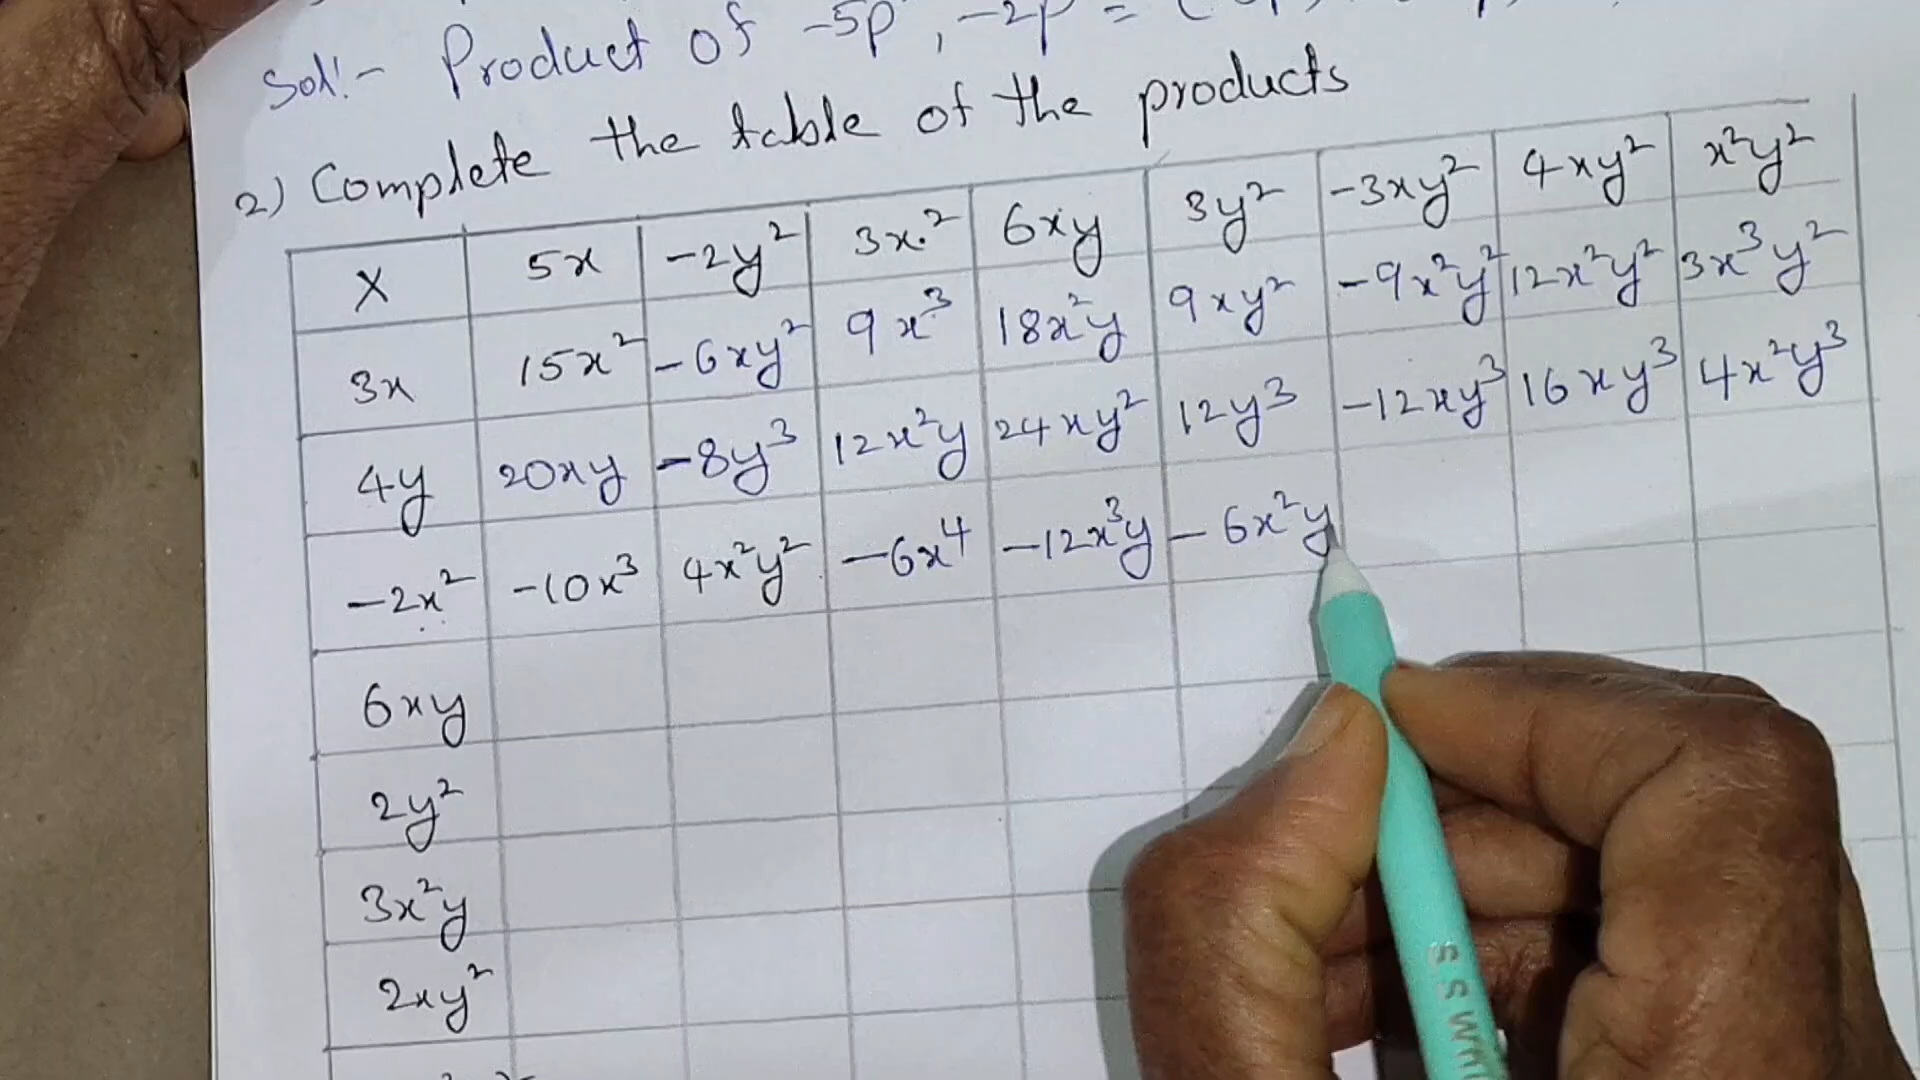 Sol:- Product of -5p, -2p = (
2) Complete the table of the products
X 5x -2y² 3x² 6xy 3y² -3xy² 4xy² x²y²
3x 15x² -6xy² 9x³ 18x²y 9xy² -9x²y² 12x²y² 3x³y²
4y 20xy -8y³ 12x²y 24xy² 12y³ -12xy³ 16xy³ 4x²y³
-2x² -10x³ 4x²y² -6x⁴ -12x³y -6x²y
6xy
2y²
3x²y
2xy²